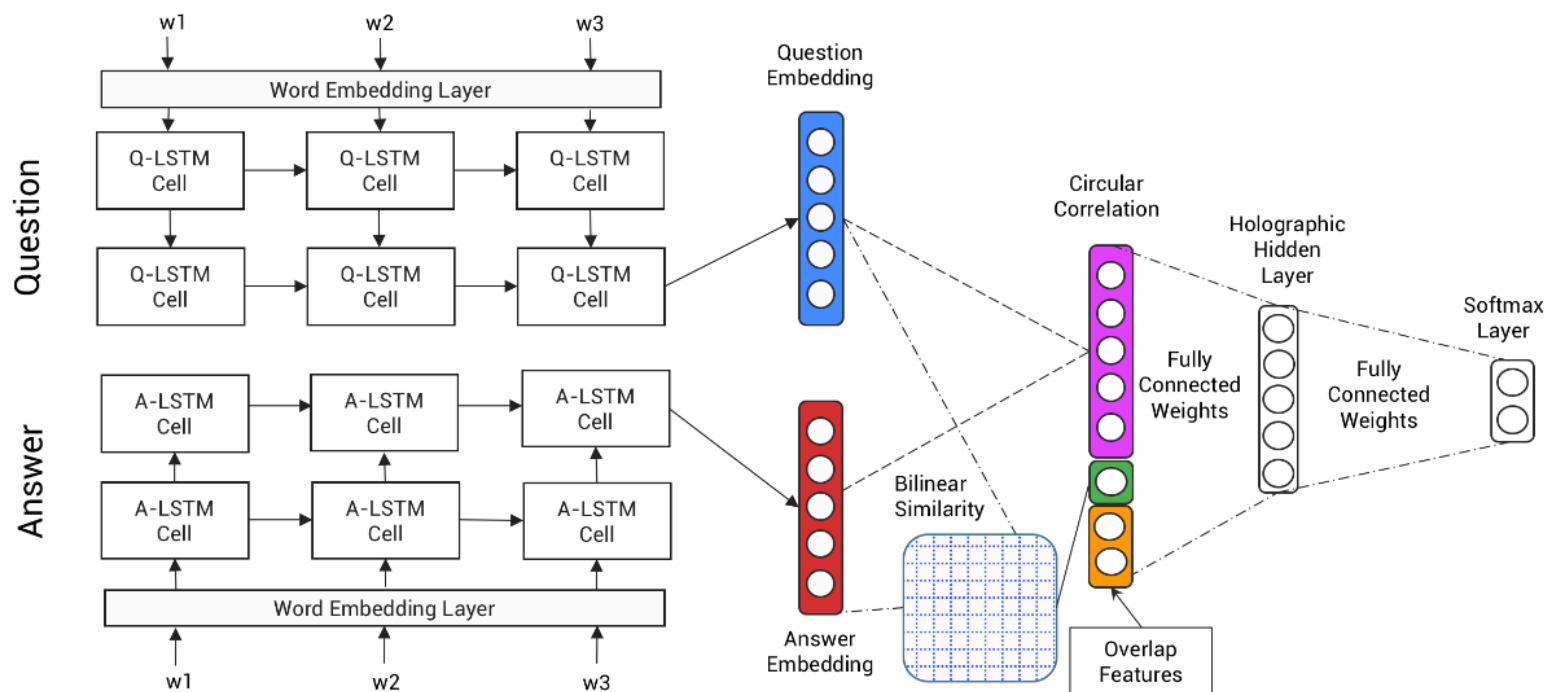 w1
w2
w3
Word Embedding Layer
Question
Q-LSTM
Cell
Q-LSTM
Cell
Q-LSTM
Cell
Q-LSTM
Cell
Q-LSTM
Cell
Q-LSTM
Cell
Answer
A-LSTM
Cell
A-LSTM
Cell
A-LSTM
Cell
A-LSTM
Cell
A-LSTM
Cell
A-LSTM
Cell
Word Embedding Layer
w1
w2
w3
Question
Embedding
Answer
Embedding
Bilinear
Similarity
Circular
Correlation
Overlap
Features
Fully
Connected
Weights
Holographic
Hidden
Layer
Fully
Connected
Weights
Softmax
Layer